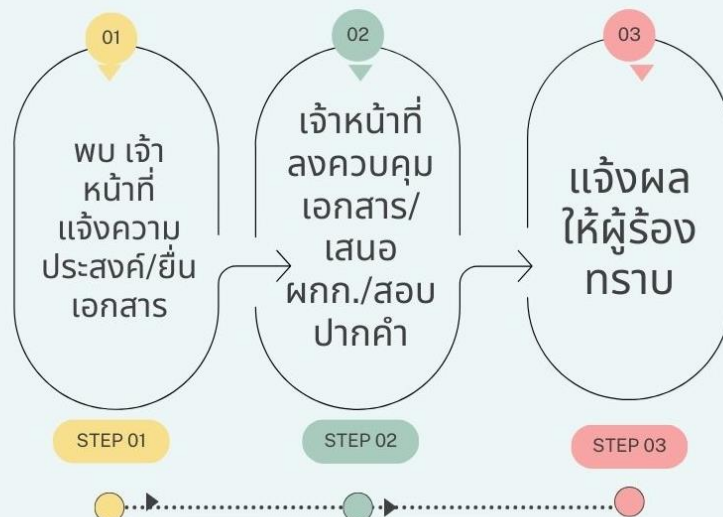 01
พบ เจ้า
หน้าที่
แจ้งความ
ประสงค์/ยื่น
เอกสาร
STEP 01
02
เจ้าหน้าที่
ลงควบคุม
เอกสาร/
เสนอ
ผกก./สอบ
ปากคำ
STEP 02
03
แจ้งผล
ให้ผู้ร้อง
ทราบ
STEP 03